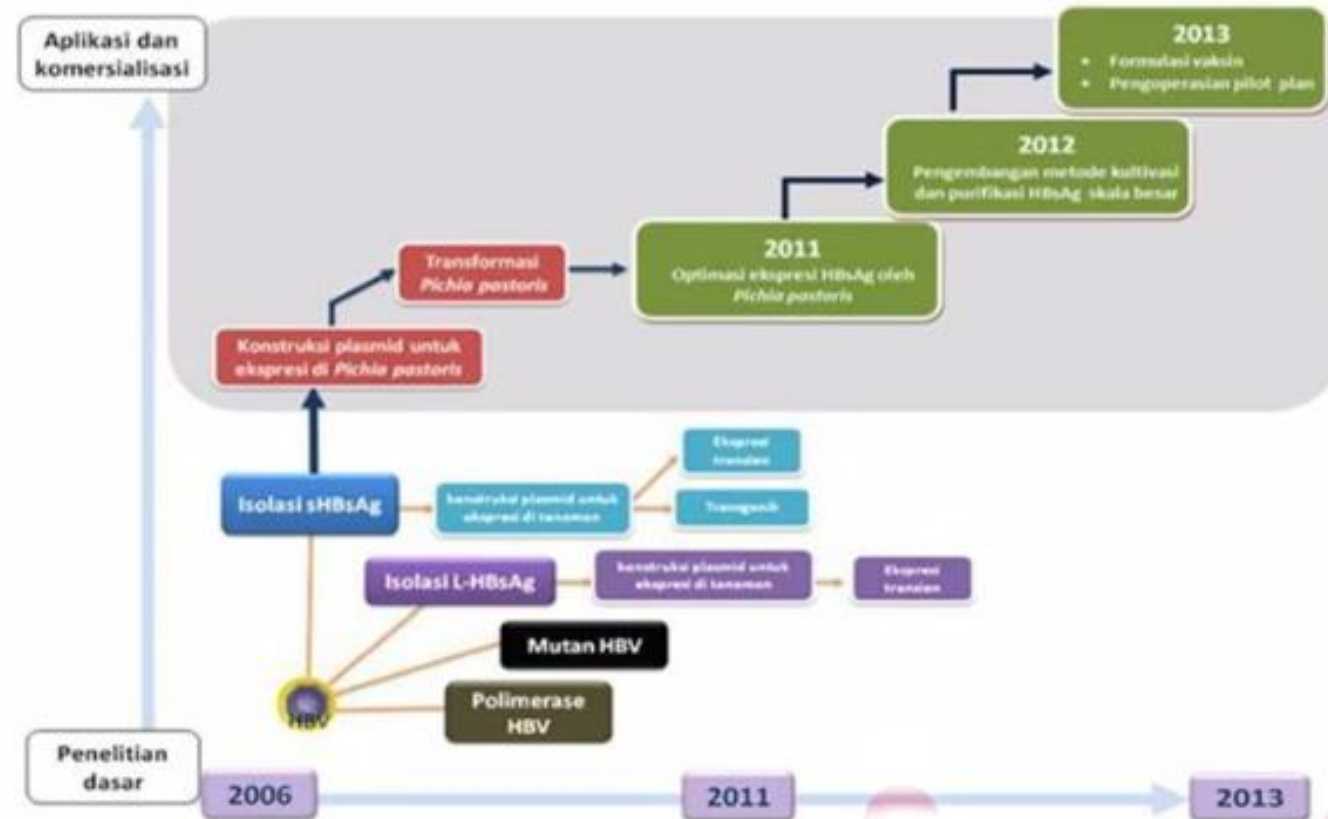 Aplikasi dan
komersialisasi
2013
• Formulasi vaksin
• Pengoperasian pilot plan
2012
Pengembangan metode kultivasi
dan purifikasi HBsAg skala besar
2011
Optimasi ekspresi HBsAg oleh
Pichia pastoris
Transformasi
Pichia pastoris
Konstruksi plasmid untuk
ekspresi di Pichia pastoris
Isolasi sHBsAg
konstruksi plasmid untuk
ekspresi di tanaman
Ekspresi
transien
Transgenik
Isolasi L-HBsAg
konstruksi plasmid untuk
ekspresi di tanaman
Ekspresi
transien
Mutan HBV
HBV
Polimerase
HBV
Penelitian
dasar
2006
2011
2013